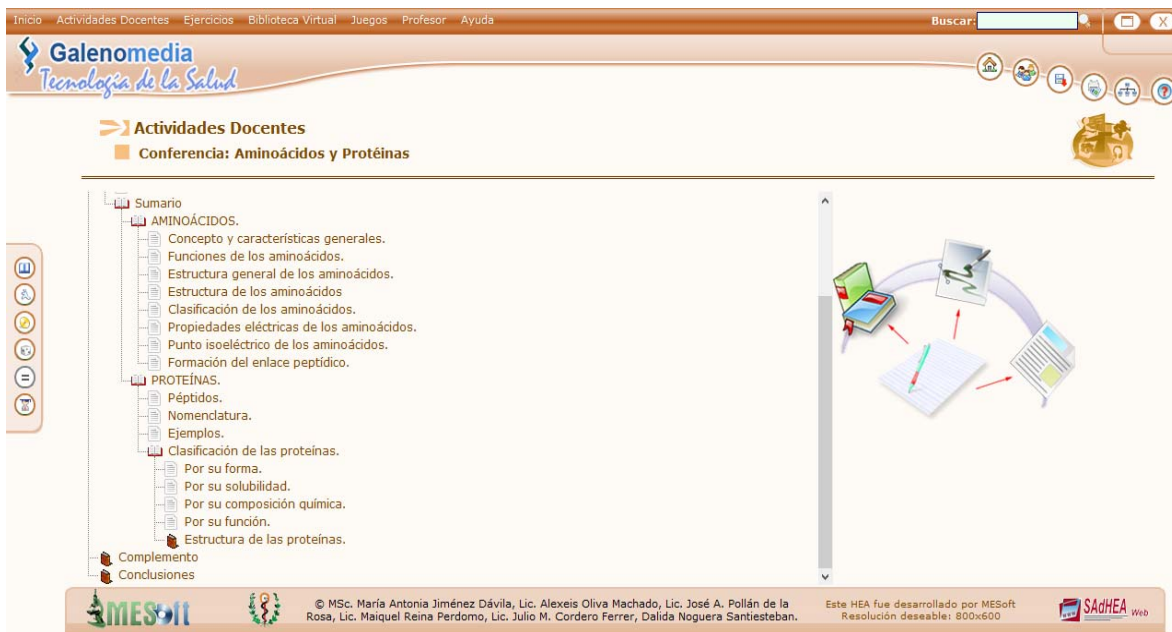 Inicio Actividades Docentes Ejercicios Biblioteca Virtual Juegos Profesor Ayuda Buscar:
Galenomedia
Tecnología de la Salud
Actividades Docentes
Conferencia: Aminoácidos y Protéinas
Sumario
AMINOÁCIDOS.
Concepto y características generales.
Funciones de los aminoácidos.
Estructura general de los aminoácidos.
Estructura de los aminoácidos
Clasificación de los aminoácidos.
Propiedades eléctricas de los aminoácidos.
Punto isoeléctrico de los aminoácidos.
Formación del enlace peptídico.
PROTEÍNAS.
Péptidos.
Nomenclatura.
Ejemplos.
Clasificación de las proteínas.
Por su forma.
Por su solubilidad.
Por su composición química.
Por su función.
Estructura de las proteínas.
Complemento
Conclusiones
MESoft
© MSc. María Antonia Jiménez Dávila, Lic. Alexeis Oliva Machado, Lic. José A. Pollán de la
Rosa, Lic. Maiquel Reina Perdomo, Lic. Julio M. Cordero Ferrer, Dalida Noguera Santiesteban.
Este HEA fue desarrollado por MESoft
Resolución deseable: 800x600
SAdHEA Web